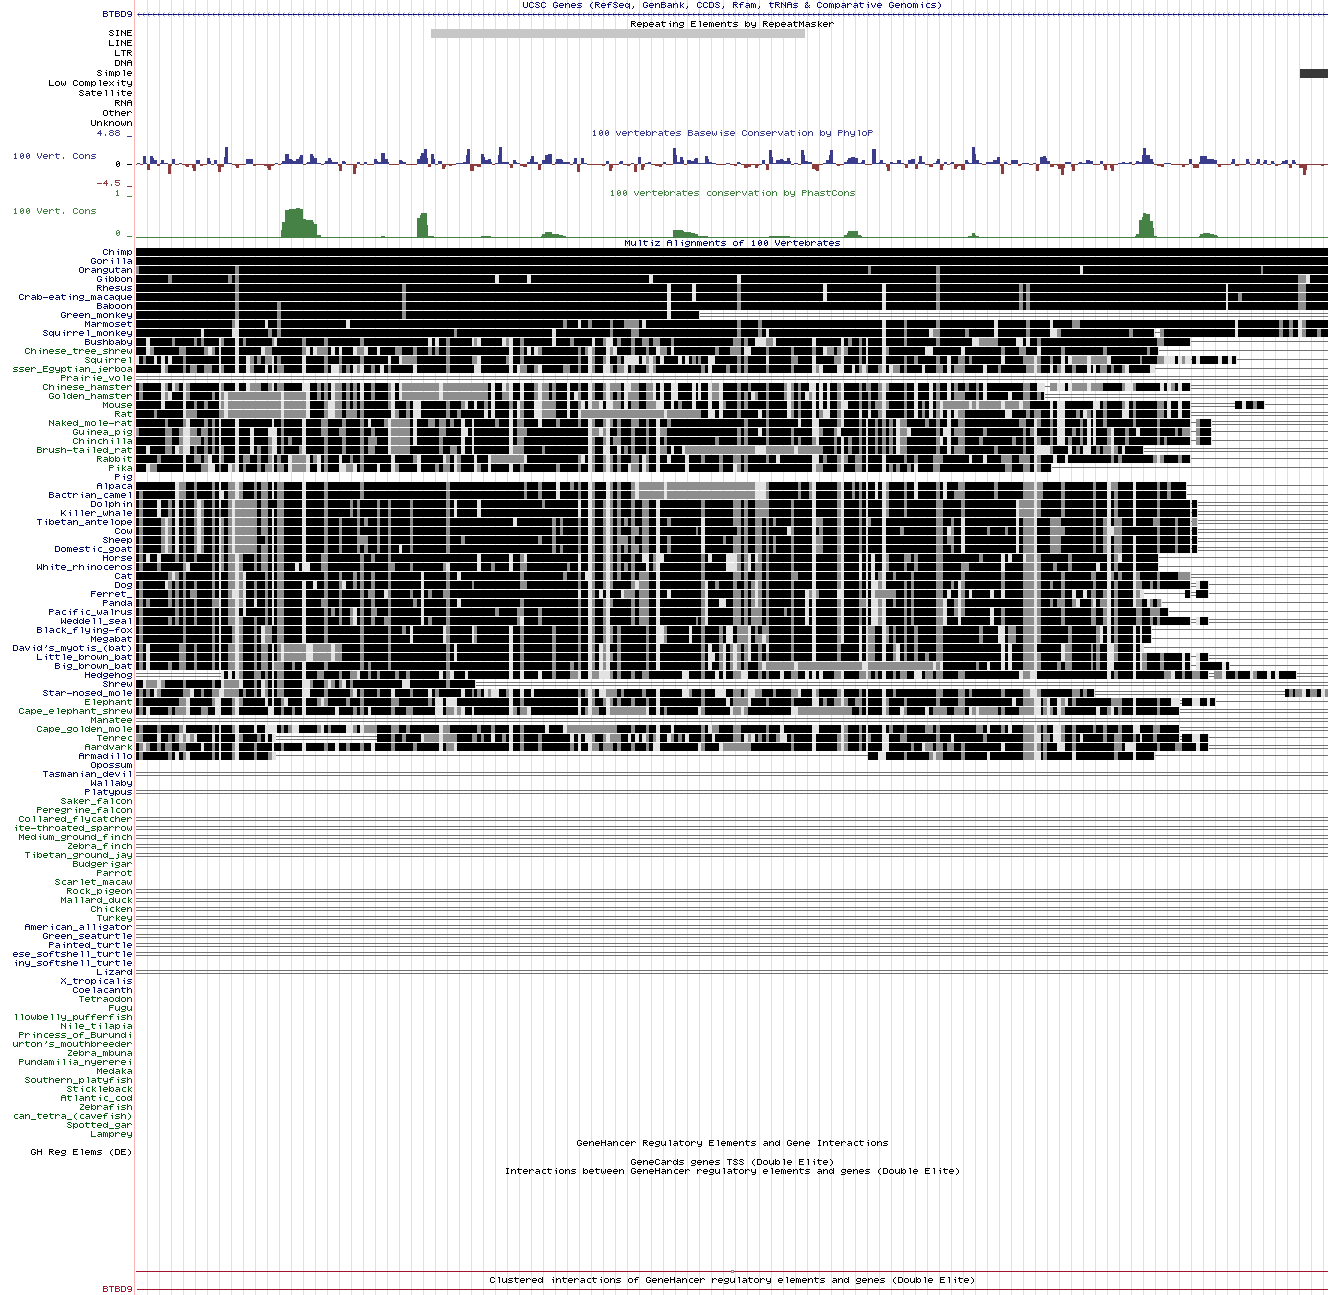 UCSC Genes (RefSeq, GenBank, CCDS, Rfam, tRNAs & Comparative Genomics)
BTBD9
Repeating Elements by RepeatMasker
SINE
LINE
LTR
DNA
Simple
Low Complexity
Satellite
RNA
Other
Unknown
4.88 _
100 vertebrates Basewise Conservation by PhyloP
100 Vert. Cons
0 _
-4.5 _
1 _
100 vertebrates conservation by PhastCons
100 Vert. Cons
0 _
Multiz Alignments of 100 Vertebrates
Chimp
Gorilla
Orangutan
Gibbon
Rhesus
Crab-eating_macaque
Baboon
Green_monkey
Marmoset
Squirrel_monkey
Bushbaby
Chinese_tree_shrew
Squirrel
sser_Egyptian_jerboa
Prairie_vole
Chinese_hamster
Golden_hamster
Mouse
Rat
Naked_mole-rat
Guinea_pig
Chinchilla
Brush-tailed_rat
Rabbit
Pika
Pig
Alpaca
Bactrian_camel
Dolphin
Killer_whale
Tibetan_antelope
Cow
Sheep
Domestic_goat
Horse
White_rhinoceros
Cat
Dog
Ferret_
Panda
Pacific_walrus
Weddell_seal
Black_flying-fox
Megabat
David's_myotis_(bat)
Little_brown_bat
Big_brown_bat
Hedgehog
Shrew
Star-nosed_mole
Elephant
Cape_elephant_shrew
Manatee
Cape_golden_mole
Tenrec
Aardvark
Armadillo
Opossum
Tasmanian_devil
Wallaby
Platypus
Saker_falcon
Peregrine_falcon
Collared_flycatcher
ite-throated_sparrow
Medium_ground_finch
Zebra_finch
Tibetan_ground_jay
Budgerigar
Parrot
Scarlet_macaw
Rock_pigeon
Mallard_duck
Chicken
Turkey
American_alligator
Green_seaturtle
Painted_turtle
ese_softshell_turtle
iny_softshell_turtle
Lizard
X_tropicalis
Coelacanth
Tetraodon
Fugu
llowbelly_pufferfish
Nile_tilapia
Princess_of_Burundi
urton's_mouthbreeder
Zebra_mbuna
Pundamilia_nyererei
Medaka
Southern_platyfish
Stickleback
Atlantic_cod
Zebrafish
can_tetra_(cavefish)
Spotted_gar
Lamprey
GeneHancer Regulatory Elements and Gene Interactions
GH Reg Elems (DE)
GeneCards genes TSS (Double Elite)
Interactions between GeneHancer regulatory elements and genes (Double Elite)
Clustered interactions of GeneHancer regulatory elements and genes (Double Elite)
BTBD9